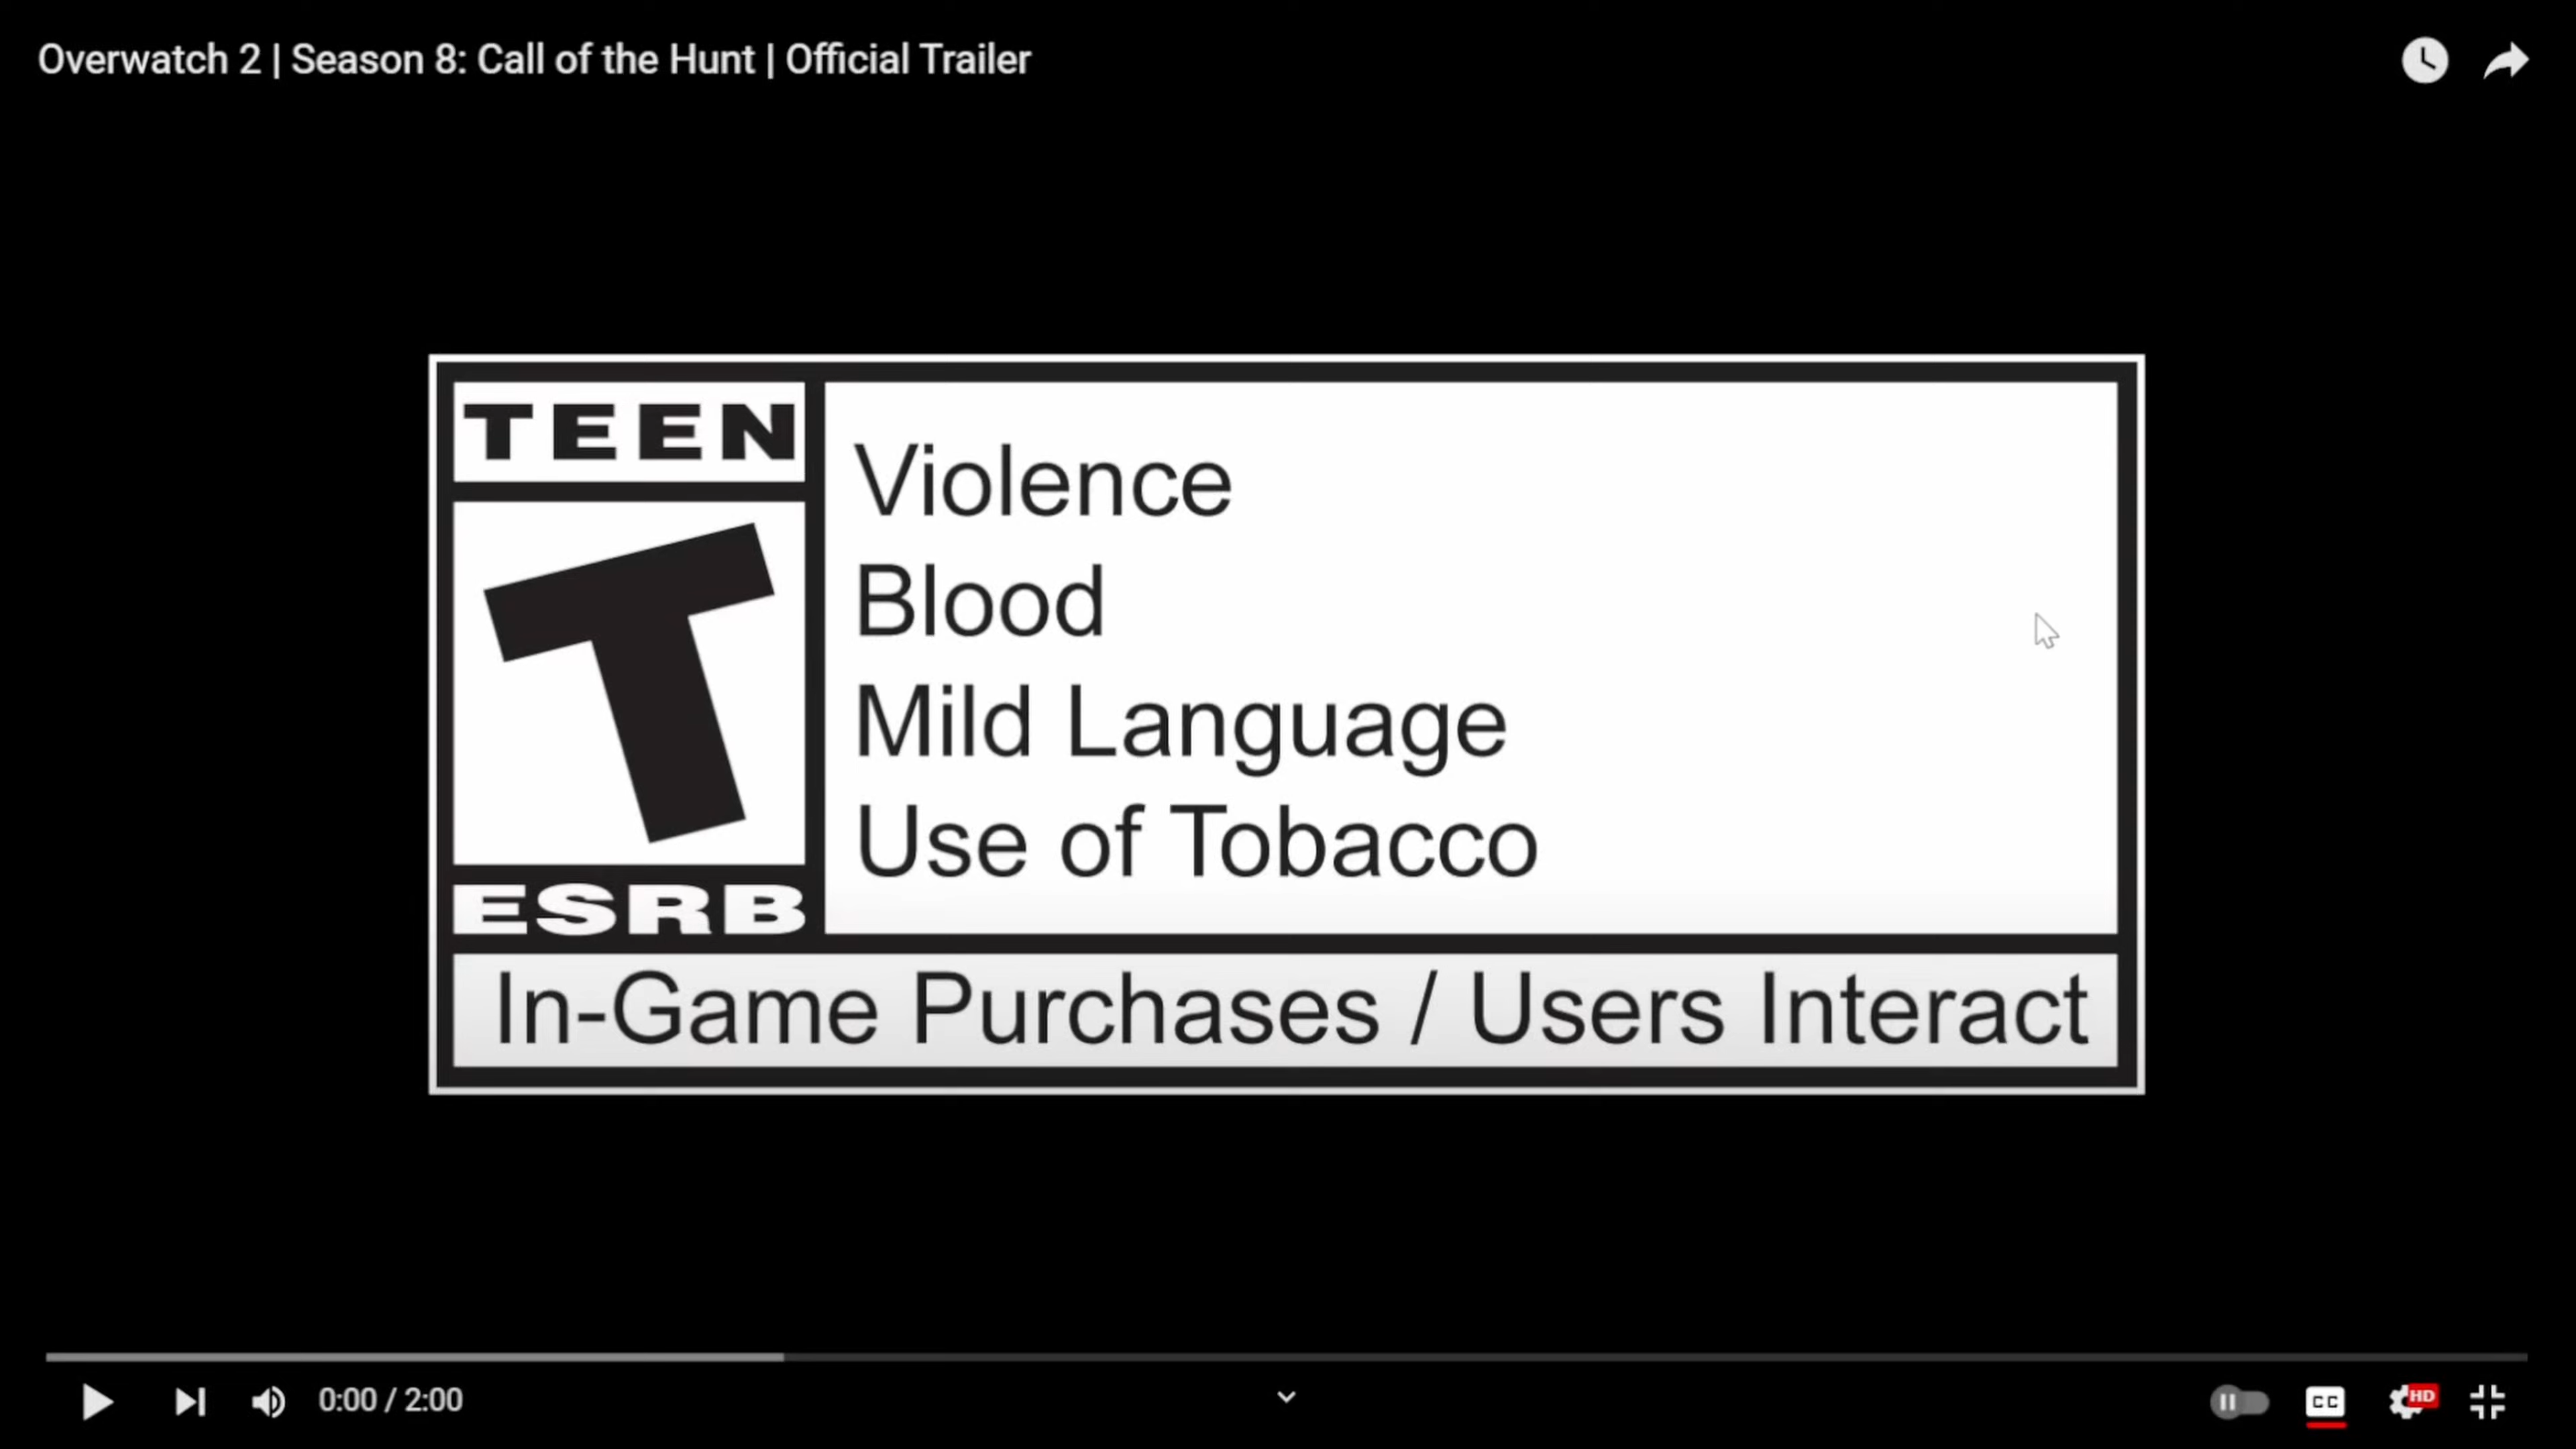 Overwatch 2 | Season 8: Call of the Hunt | Official Trailer
TEEN
T
ESRB
Violence
Blood
Mild Language
Use of Tobacco
In-Game Purchases / Users Interact
0:00 / 2:00
CC
HD